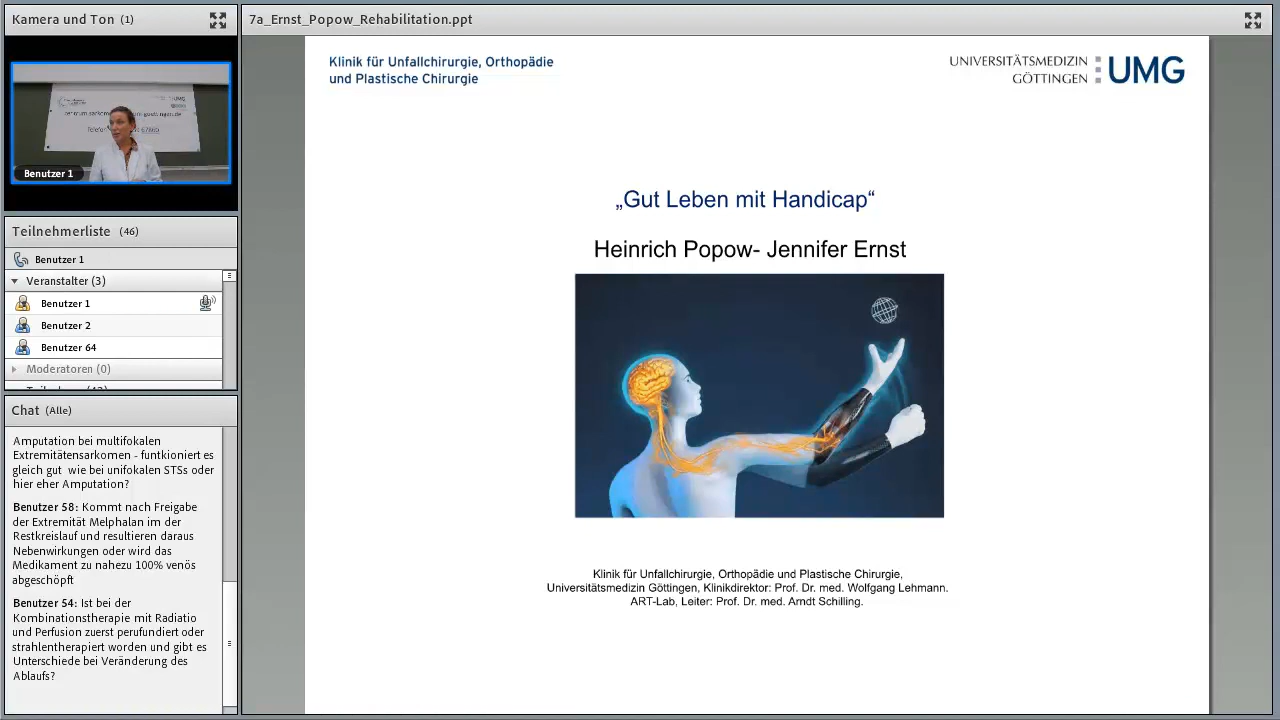 Kamera und Ton (1)
Benutzer 1
Teilnehmerliste (46)
Benutzer 1
Veranstalter (3)
Benutzer 1
Benutzer 2
Benutzer 64
Moderatoren (0)
Chat (Alle)
Amputation bei multifokalen
Extremitätensarkomen - funtkioniert es
gleich gut wie bei unifokalen STSs oder
hier eher Amputation?
Benutzer 58: Kommt nach Freigabe
der Extremität Melphalan im der
Restkreislauf und resultieren daraus
Nebenwirkungen oder wird das
Medikament zu nahezu 100% venös
abgeschöpft
Benutzer 54: Ist bei der
Kombinationstherapie mit Radiatio
und Perfusion zuerst perufundiert oder
strahlentherapiert worden und gibt es
Unterschiede bei Veränderung des
Ablaufs?
7a_Ernst_Popow_Rehabilitation.ppt
Klinik für Unfallchirurgie, Orthopädie
und Plastische Chirurgie
UNIVERSITÄTSMEDIZIN
GÖTTINGEN
UMG
„Gut Leben mit Handicap“
Heinrich Popow- Jennifer Ernst
Klinik für Unfallchirurgie, Orthopädie und Plastische Chirurgie,
Universitätsmedizin Göttingen, Klinikdirektor: Prof. Dr. med. Wolfgang Lehmann.
ART-Lab, Leiter: Prof. Dr. med. Arndt Schilling.